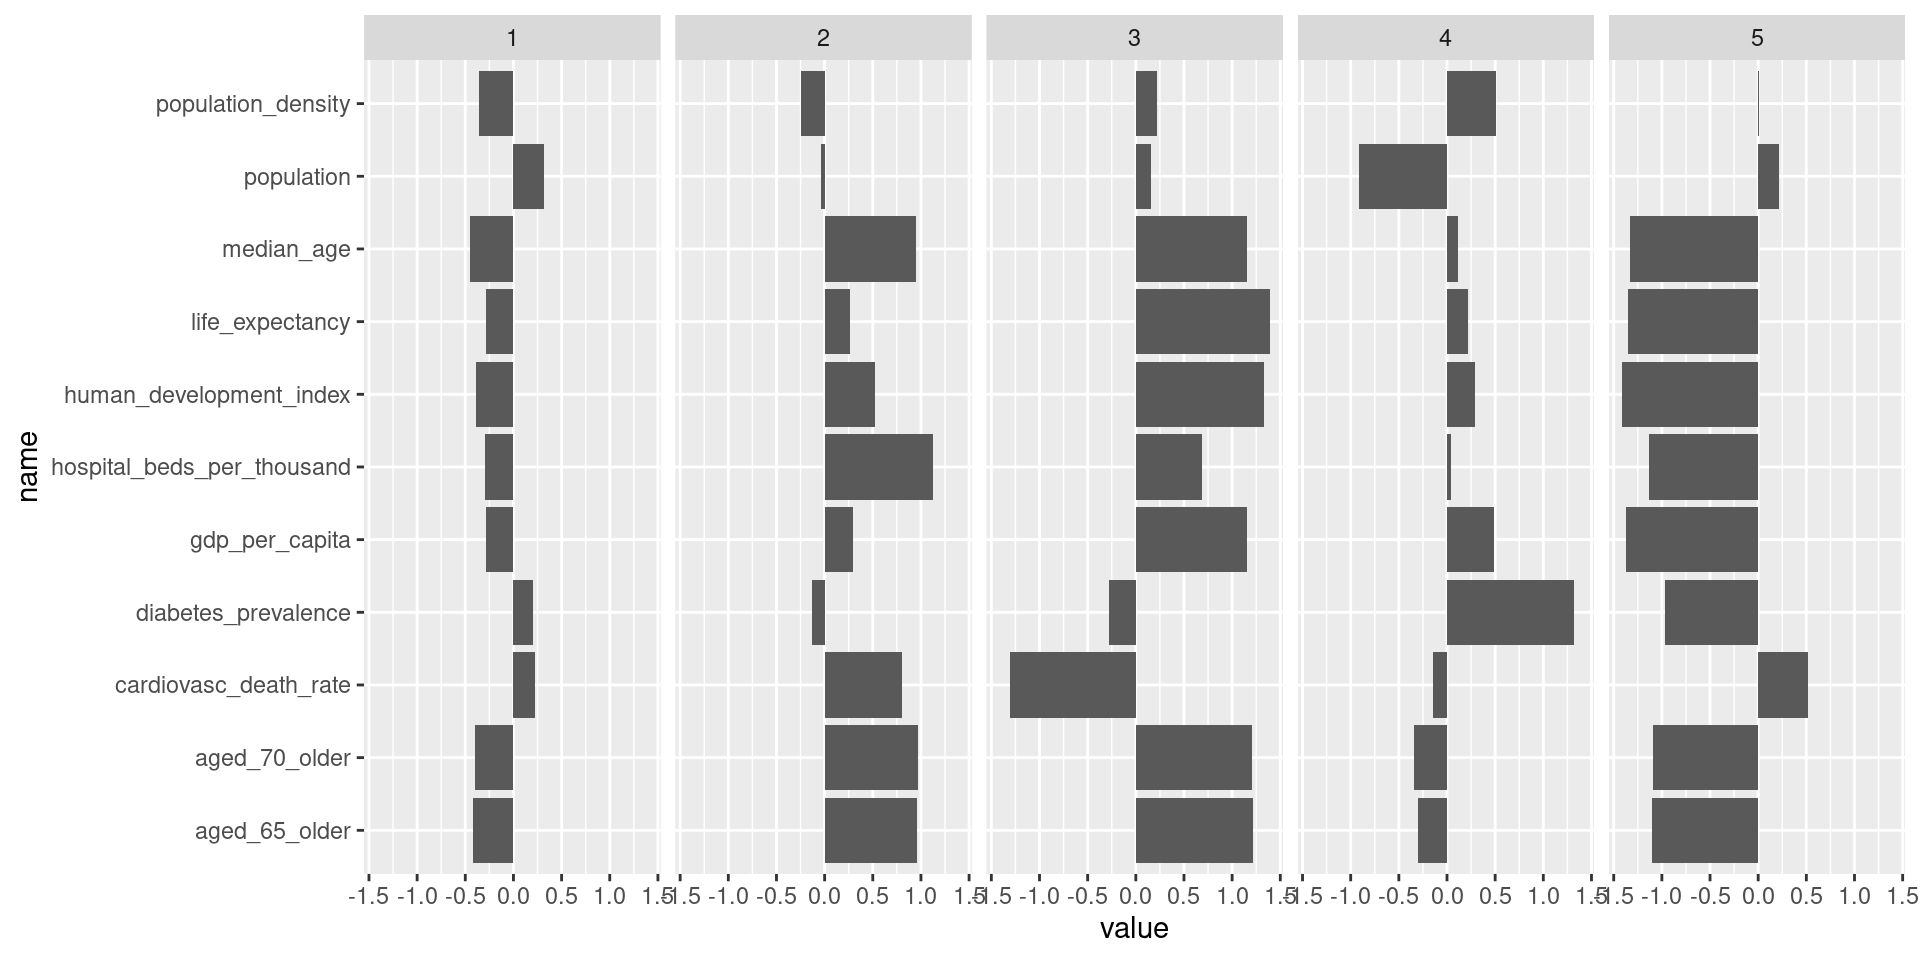 1 2 3 4 5
population_density
population
median_age
life_expectancy
human_development_index
hospital_beds_per_thousand
gdp_per_capita
diabetes_prevalence
cardiovasc_death_rate
aged_70_older
aged_65_older
name
-1.5 -1.0 -0.5 0.0 0.5 1.0 1.5 -1.5 -1.0 -0.5 0.0 0.5 1.0 1.5 -1.5 -1.0 -0.5 0.0 0.5 1.0 1.5 -1.5 -1.0 -0.5 0.0 0.5 1.0 1.5 -1.5 -1.0 -0.5 0.0 0.5 1.0 1.5
value